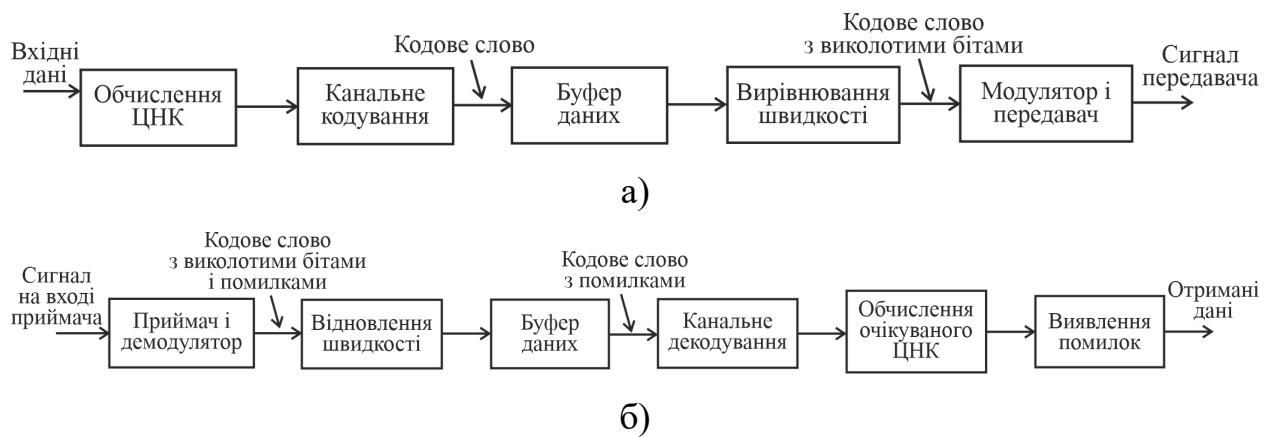 Вхідні
дані
Обчислення
ЦНК
Канальне
кодування
Кодове слово
Буфер
даних
Вирівнювання
швидкості
Кодове слово
з виколотими бітами
Модулятор і
передавач
Сигнал
передавача
а)
Сигнал
на вході
приймача
Приймач і
демодулятор
Кодове слово
з виколотими бітами
і помилками
Відновлення
швидкості
Буфер
даних
Кодове слово
з помилками
Канальне
декодування
Обчислення
очікуваного
ЦНК
Виявлення
помилок
Отримані
дані
б)